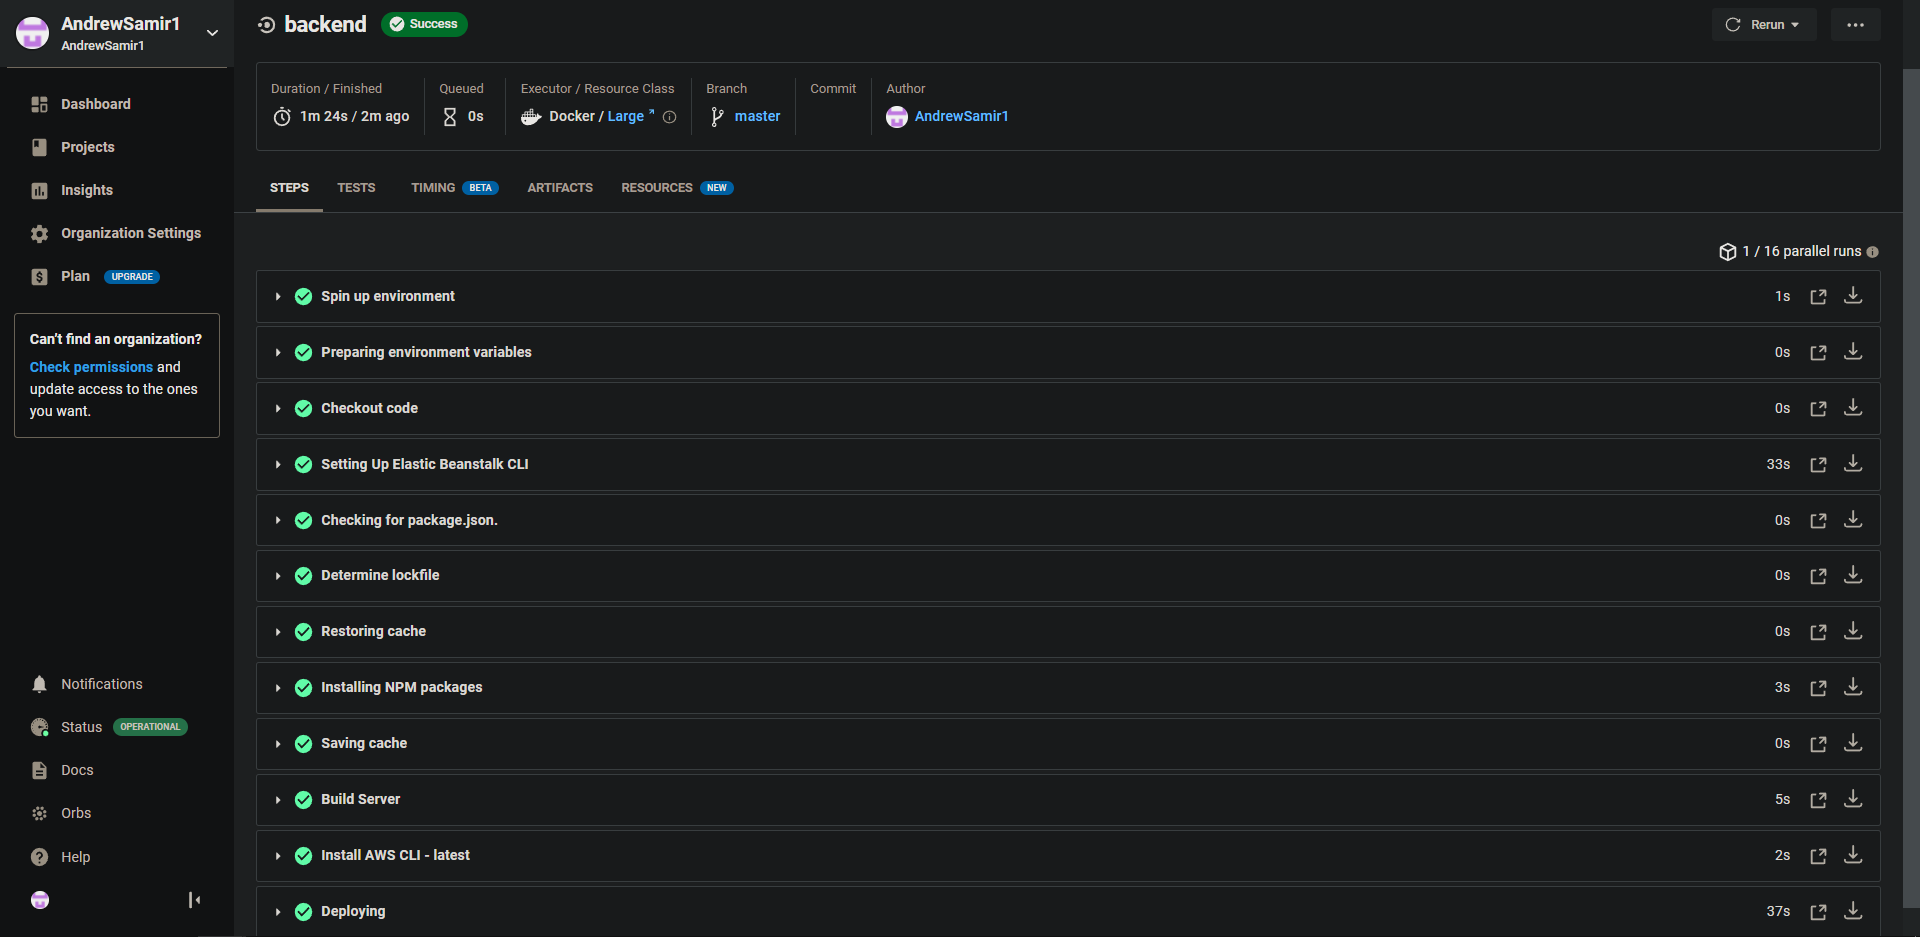 AndrewSamir1
AndrewSamir1
Dashboard
Projects
Insights
Organization Settings
Plan UPGRADE
Can't find an organization?
Check permissions and
update access to the ones
you want.
Notifications
Status OPERATIONAL
Docs
Orbs
Help
backend Success
Rerun
Duration / Finished
1m 24s / 2m ago
Queued
0s
Executor / Resource Class
Docker / Large
Branch
master
Commit
Author
AndrewSamir1
STEPS TESTS TIMING BETA ARTIFACTS RESOURCES NEW
1 / 16 parallel runs
Spin up environment 1s
Preparing environment variables 0s
Checkout code 0s
Setting Up Elastic Beanstalk CLI 33s
Checking for package.json. 0s
Determine lockfile 0s
Restoring cache 0s
Installing NPM packages 3s
Saving cache 0s
Build Server 5s
Install AWS CLI - latest 2s
Deploying 37s